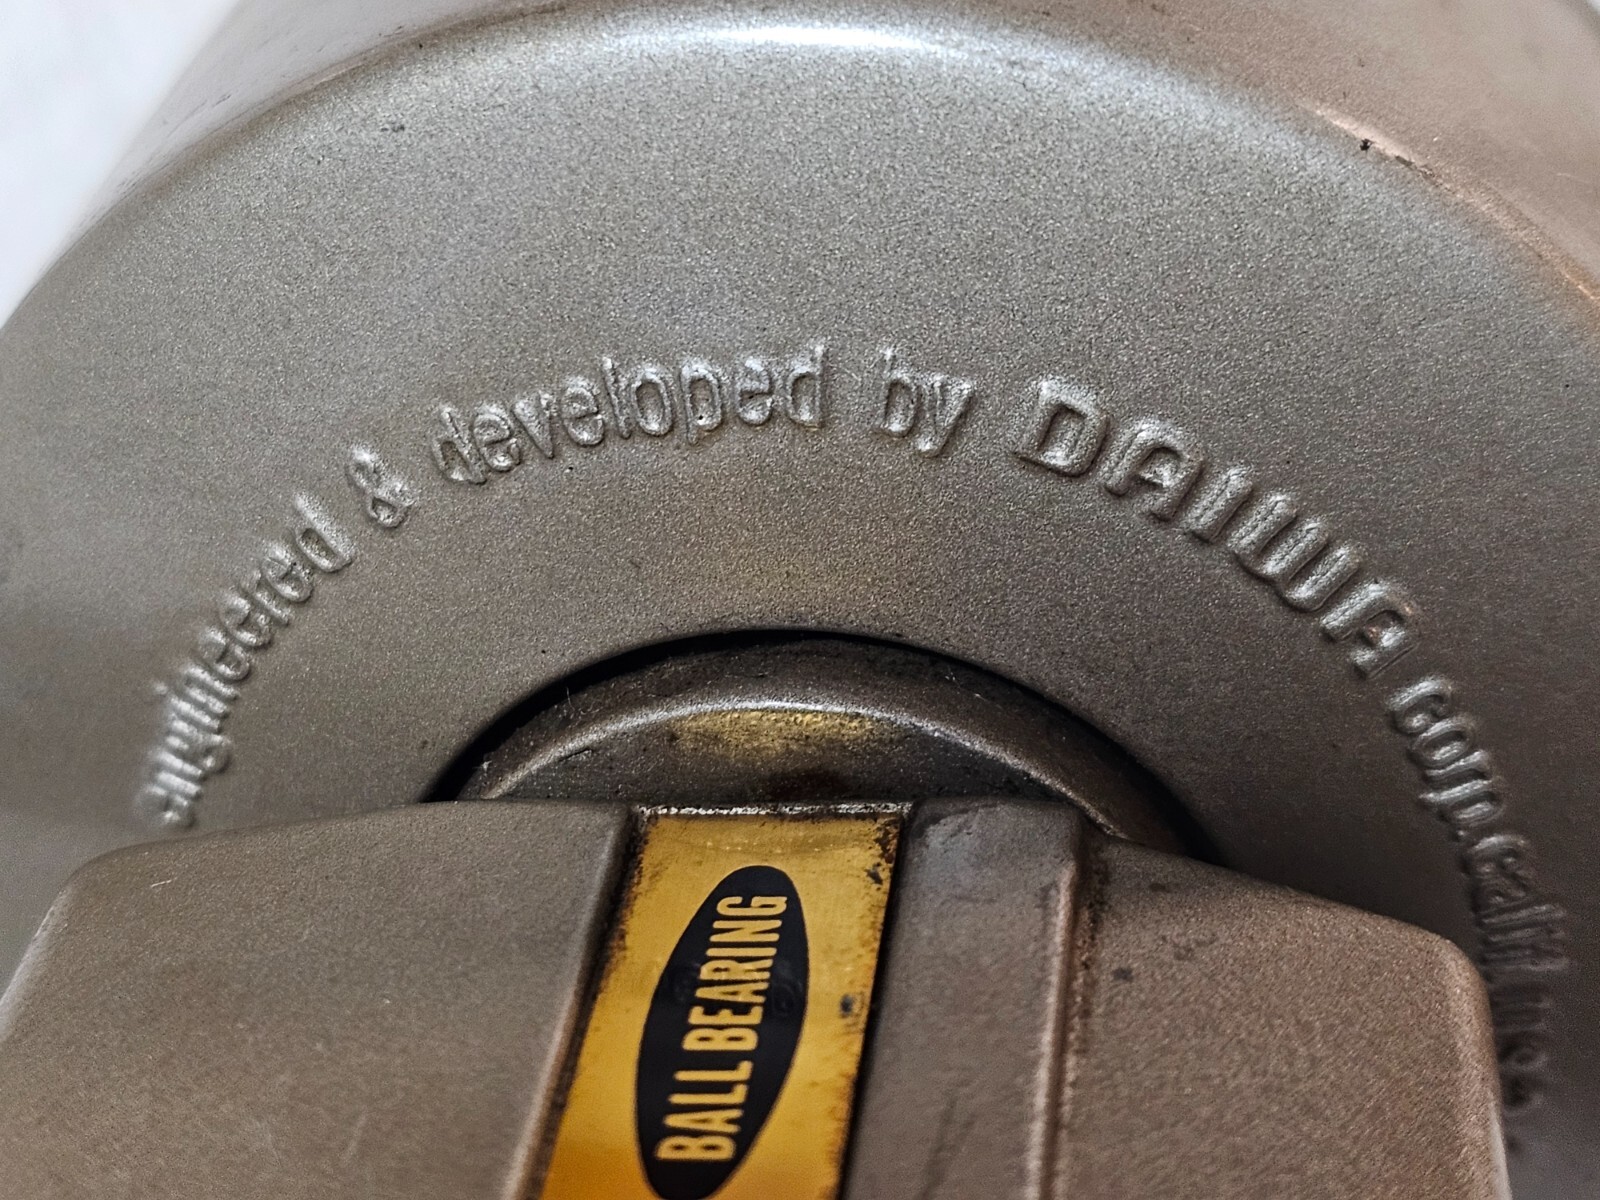 engineered & developed by DAIWA corp. calif. usa.
BALL BEARING